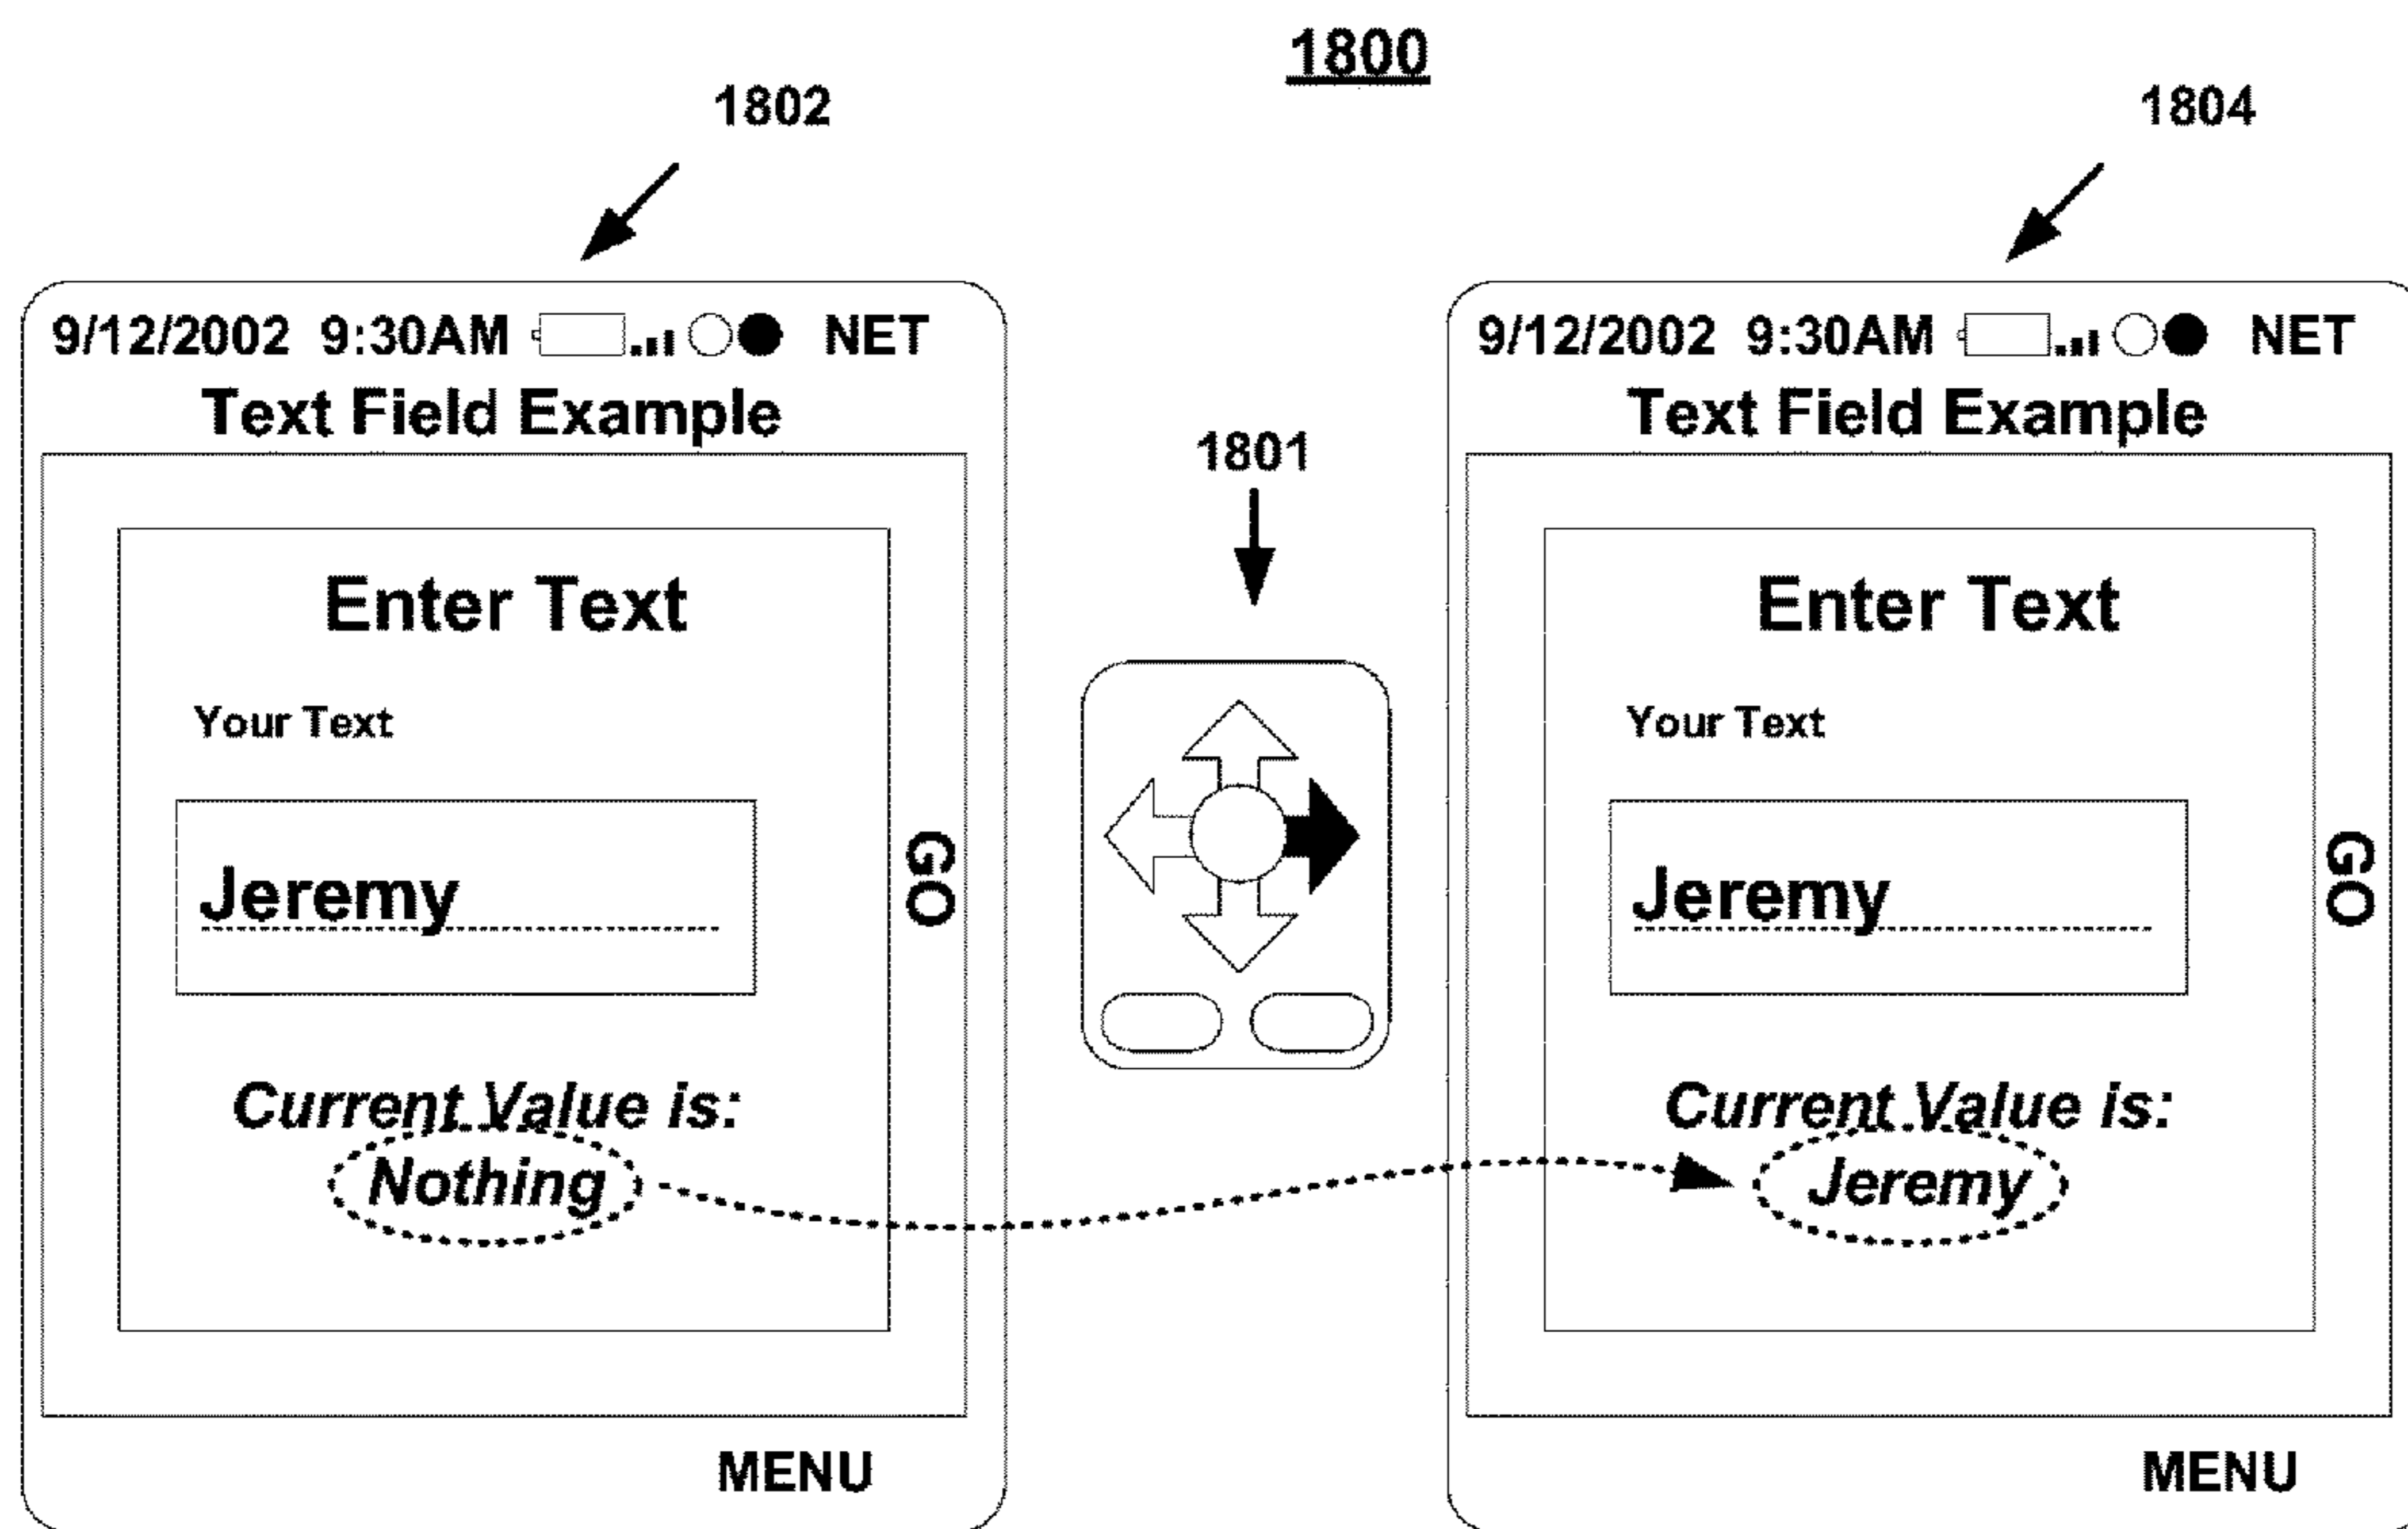 1800
1802
1804
9/12/2002 9:30AM NET
Text Field Example
Enter Text
Your Text
Jeremy
GO
Current Value is:
Nothing
MENU
1801
9/12/2002 9:30AM NET
Text Field Example
Enter Text
Your Text
Jeremy
GO
Current Value is:
Jeremy
MENU